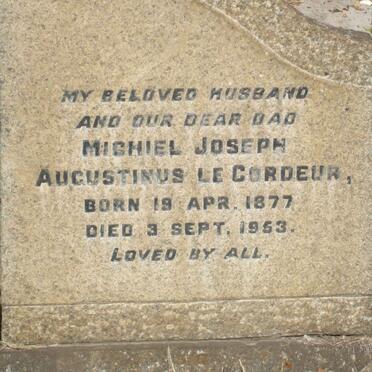 MY BELOVED HUSBAND
AND OUR DEAR DAD
MICHIEL JOSEPH
AUGUSTINUS LE CORDEUR,
BORN 19 APR. 1877
DIED 3 SEPT. 1953.
LOVED BY ALL.